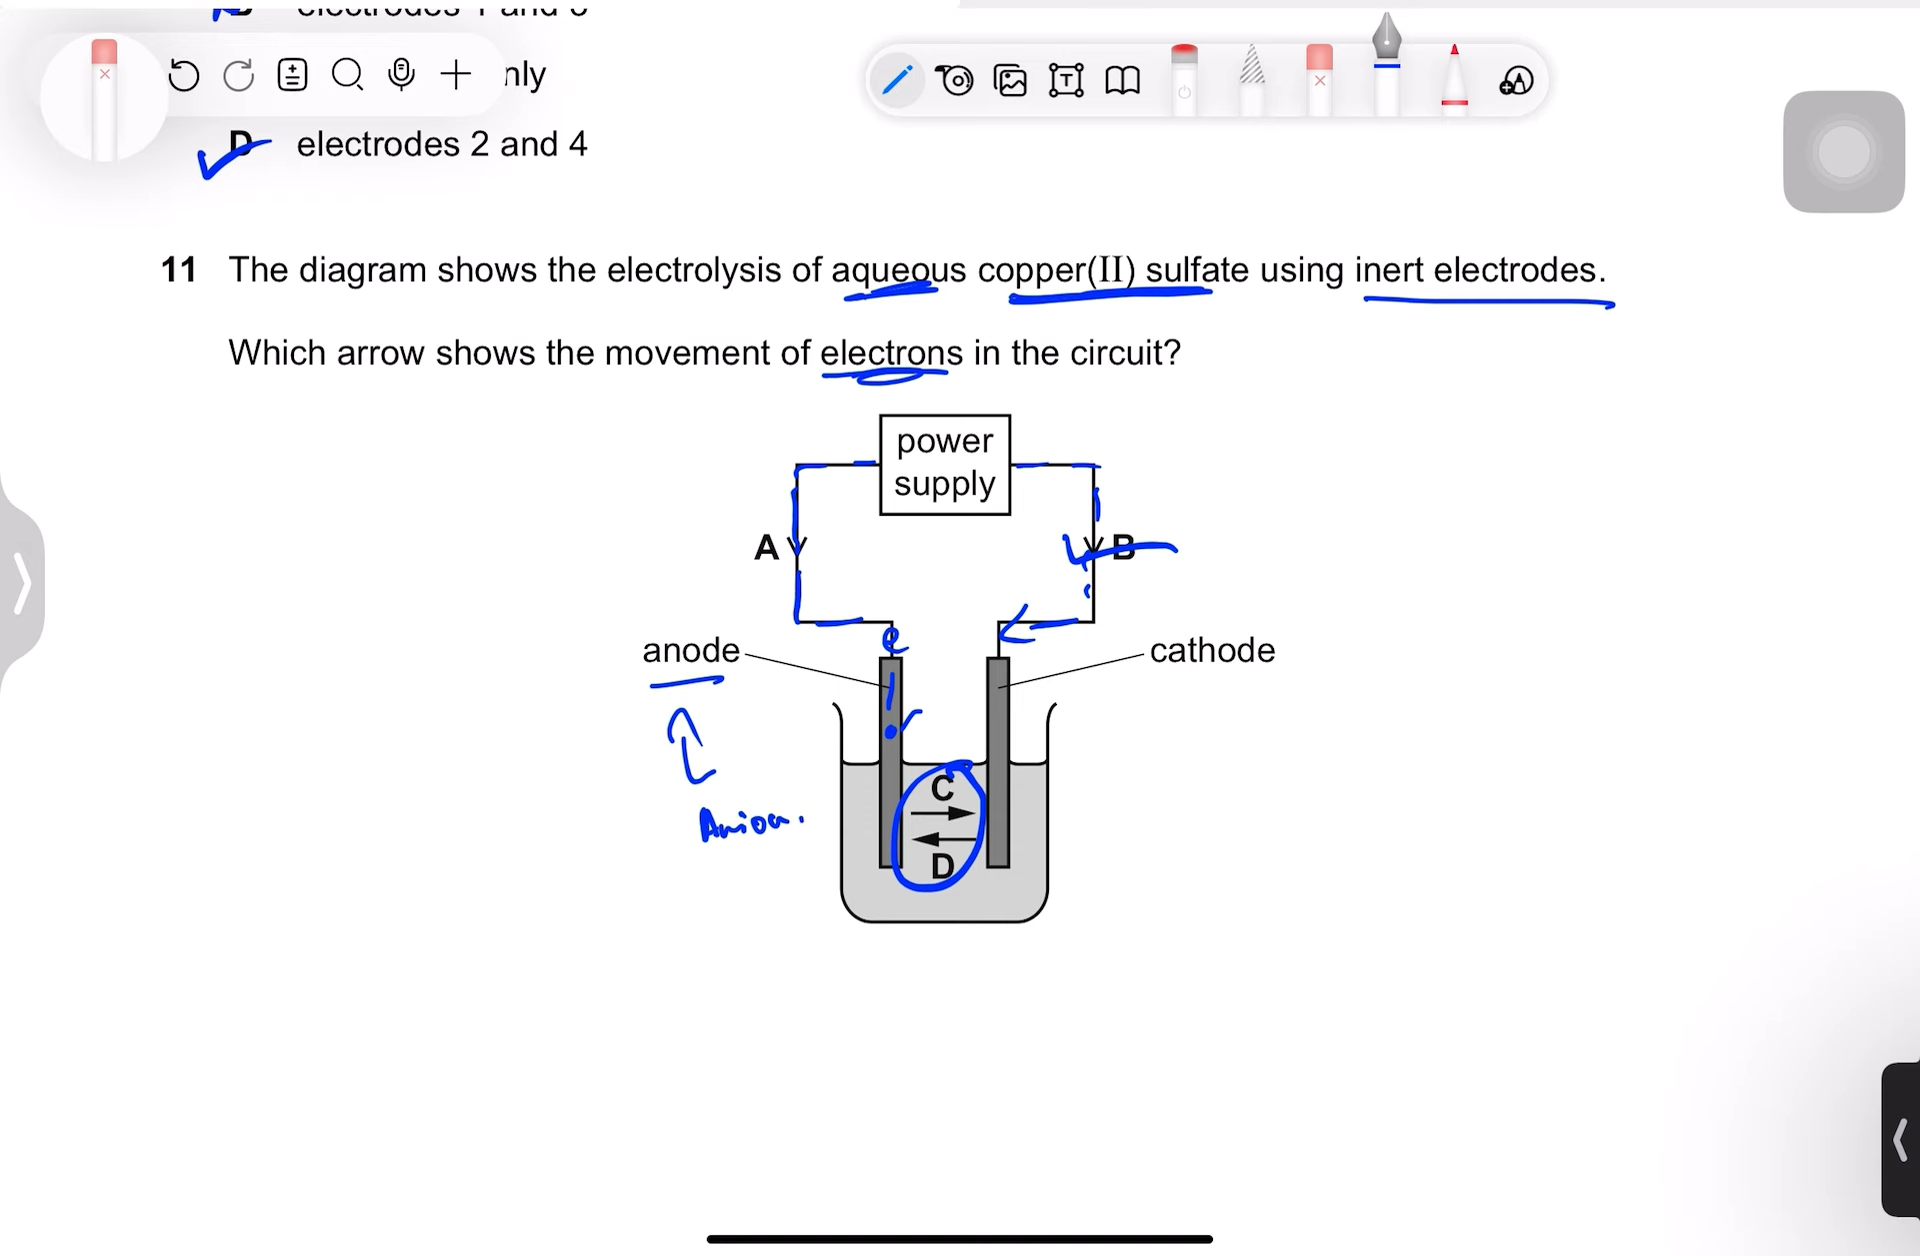 nly
D electrodes 2 and 4
11 The diagram shows the electrolysis of aqueous copper(II) sulfate using inert electrodes.
Which arrow shows the movement of electrons in the circuit?
power
supply
A
B
e
anode
cathode
C
Anion.
D